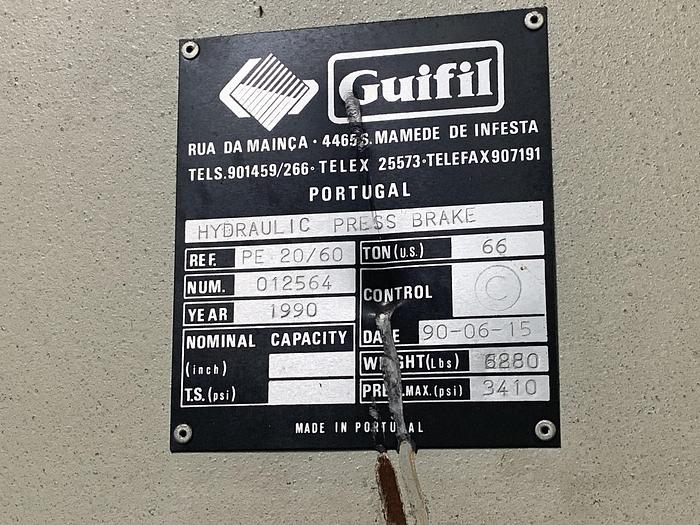 Guifil
RUA DA MAINÇA · 4465 S. MAMEDE DE INFESTA
TELS. 901459/266 · TELEX 25573 · TELEFAX 907191
PORTUGAL
HYDRAULIC PRESS BRAKE
REF. PE 20/60
TON (U.S.) 66
NUM. 012564
CONTROL C
YEAR 1990
DATE 90-06-15
NOMINAL CAPACITY
(inch)
WEIGHT (Lbs) 6280
T.S. (psi)
MAX. (psi) 3410
MADE IN PORTUGAL